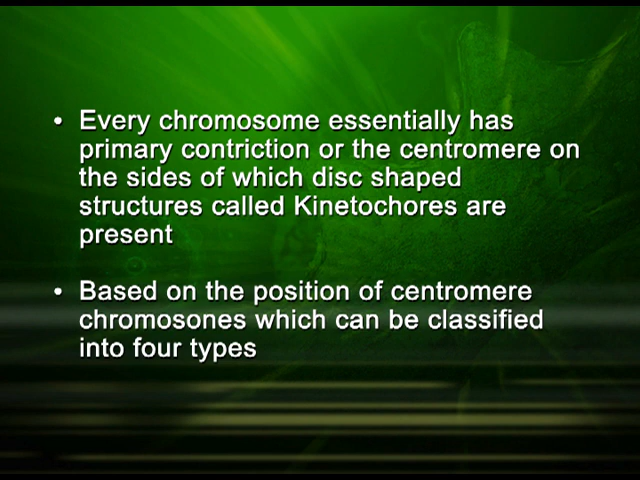 • Every chromosome essentially has
primary contriction or the centromere on
the sides of which disc shaped
structures called Kinetochores are
present
• Based on the position of centromere
chromosones which can be classified
into four types